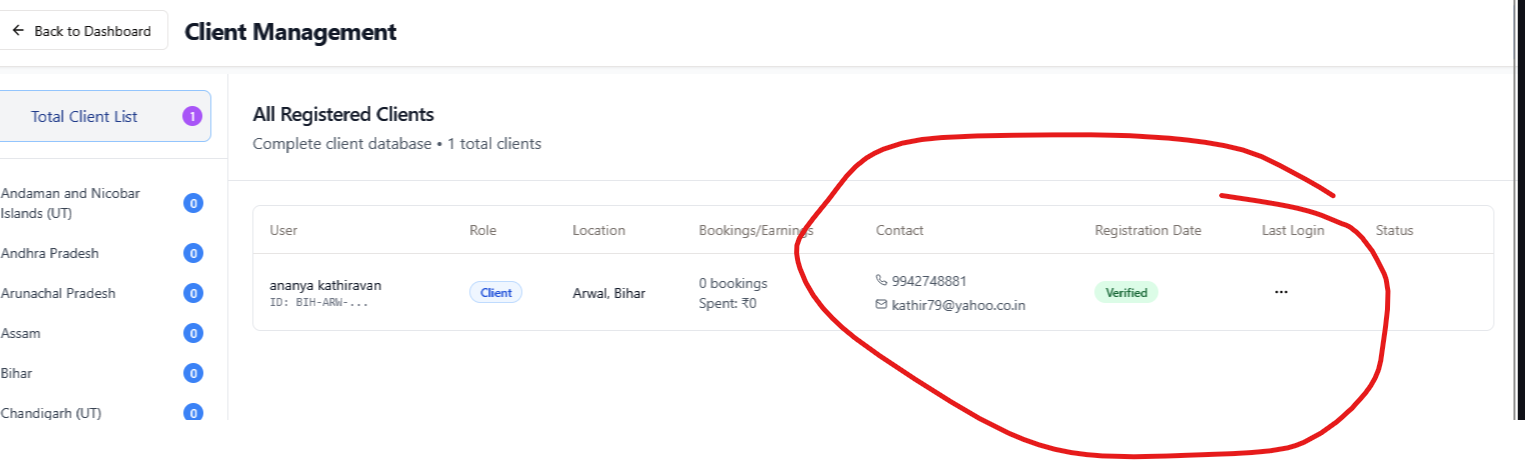 Back to Dashboard
Client Management
Total Client List 1
Andaman and Nicobar
Islands (UT) 0
Andhra Pradesh 0
Arunachal Pradesh 0
Assam 0
Bihar 0
Chandigarh (UT) 0
All Registered Clients
Complete client database • 1 total clients
User Role Location Bookings/Earnings Contact Registration Date Last Login Status
ananya kathiravan Client Arwal, Bihar 0 bookings 9942748881 Verified ...
ID: BIH-ARW-... Spent: ₹0 kathir79@yahoo.co.in